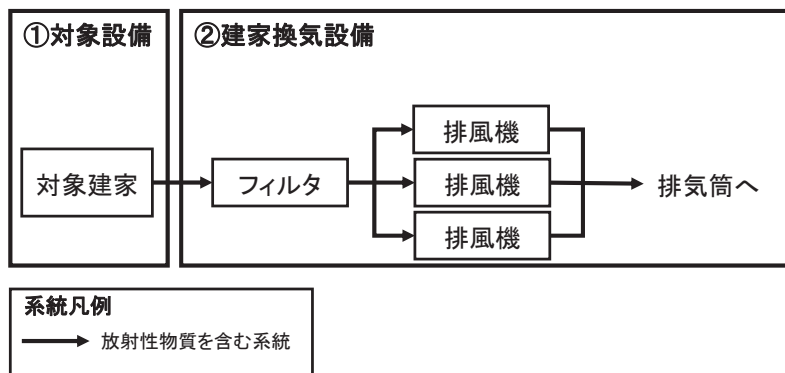 ①対象設備
②建家換気設備
対象建家
フィルタ
排風機
排風機
排風機
排気筒へ
系統凡例
放射性物質を含む系統